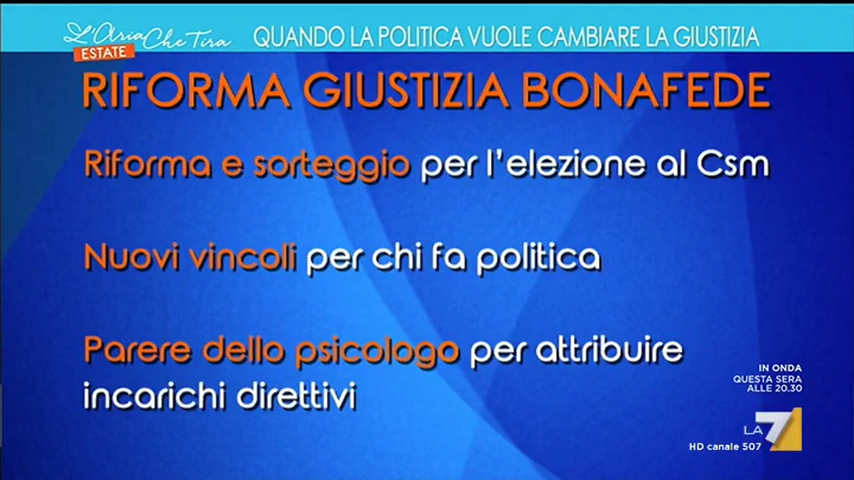 L'Aria Che Tira
ESTATE
QUANDO LA POLITICA VUOLE CAMBIARE LA GIUSTIZIA
RIFORMA GIUSTIZIA BONAFEDE
Riforma e sorteggio per l'elezione al Csm
Nuovi vincoli per chi fa politica
Parere dello psicologo per attribuire
incarichi direttivi
IN ONDA
QUESTA SERA
ALLE 20.30
LA7
HD canale 507